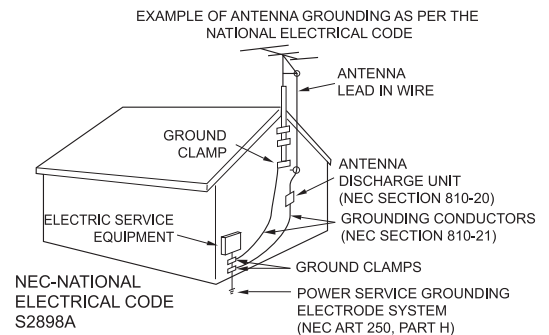 EXAMPLE OF ANTENNA GROUNDING AS PER THE
NATIONAL ELECTRICAL CODE
ANTENNA
LEAD IN WIRE
GROUND
CLAMP
ANTENNA
DISCHARGE UNIT
(NEC SECTION 810-20)
ELECTRIC SERVICE
EQUIPMENT
GROUNDING CONDUCTORS
(NEC SECTION 810-21)
GROUND CLAMPS
NEC-NATIONAL
ELECTRICAL CODE
S2898A
POWER SERVICE GROUNDING
ELECTRODE SYSTEM
(NEC ART 250, PART H)